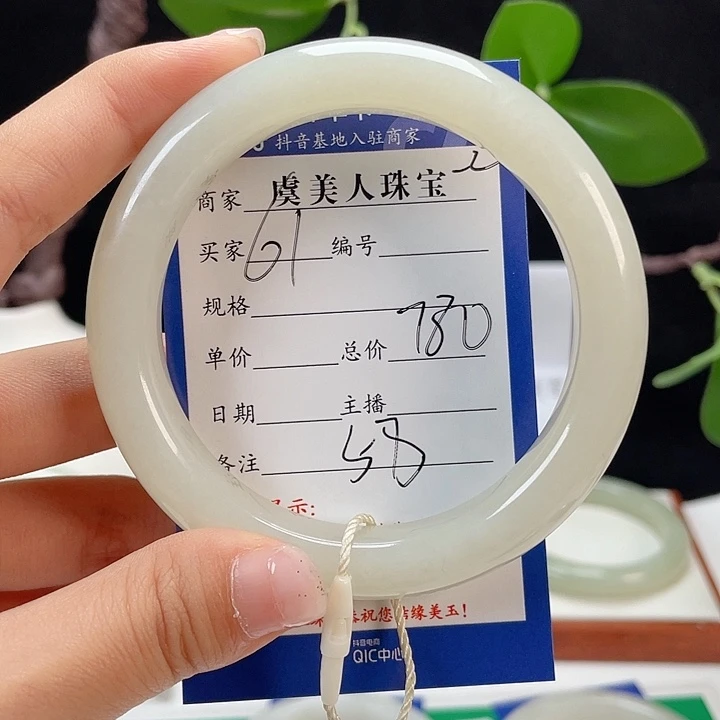 抖音基地入驻商家
商家 虞美人珠宝
买家 61 编号
规格
单价 总价 780
日期 主播
备注
示:
祝您结缘美玉!
抖音电商
QIC中心